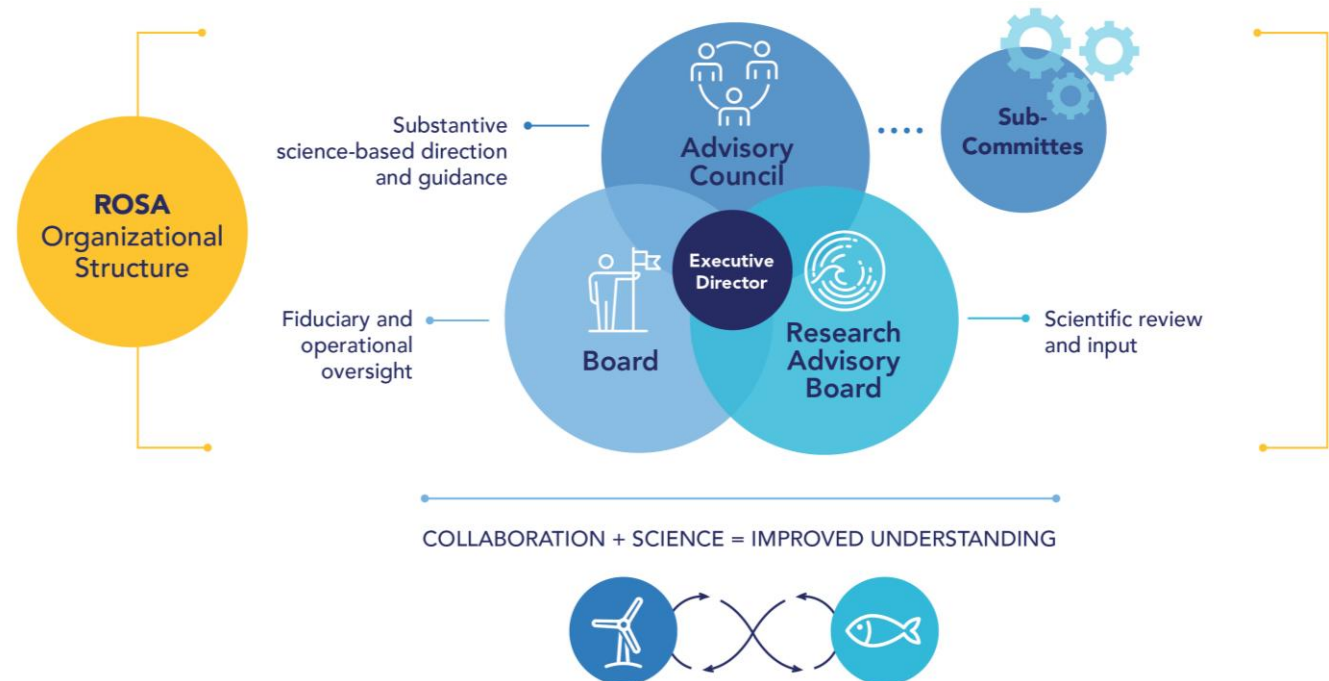 ROSA
Organizational
Structure
Substantive
science-based direction
and guidance
Advisory
Council
Sub-
Committes
Executive
Director
Fiduciary and
operational
oversight
Board
Research
Advisory
Board
Scientific review
and input
COLLABORATION + SCIENCE = IMPROVED UNDERSTANDING